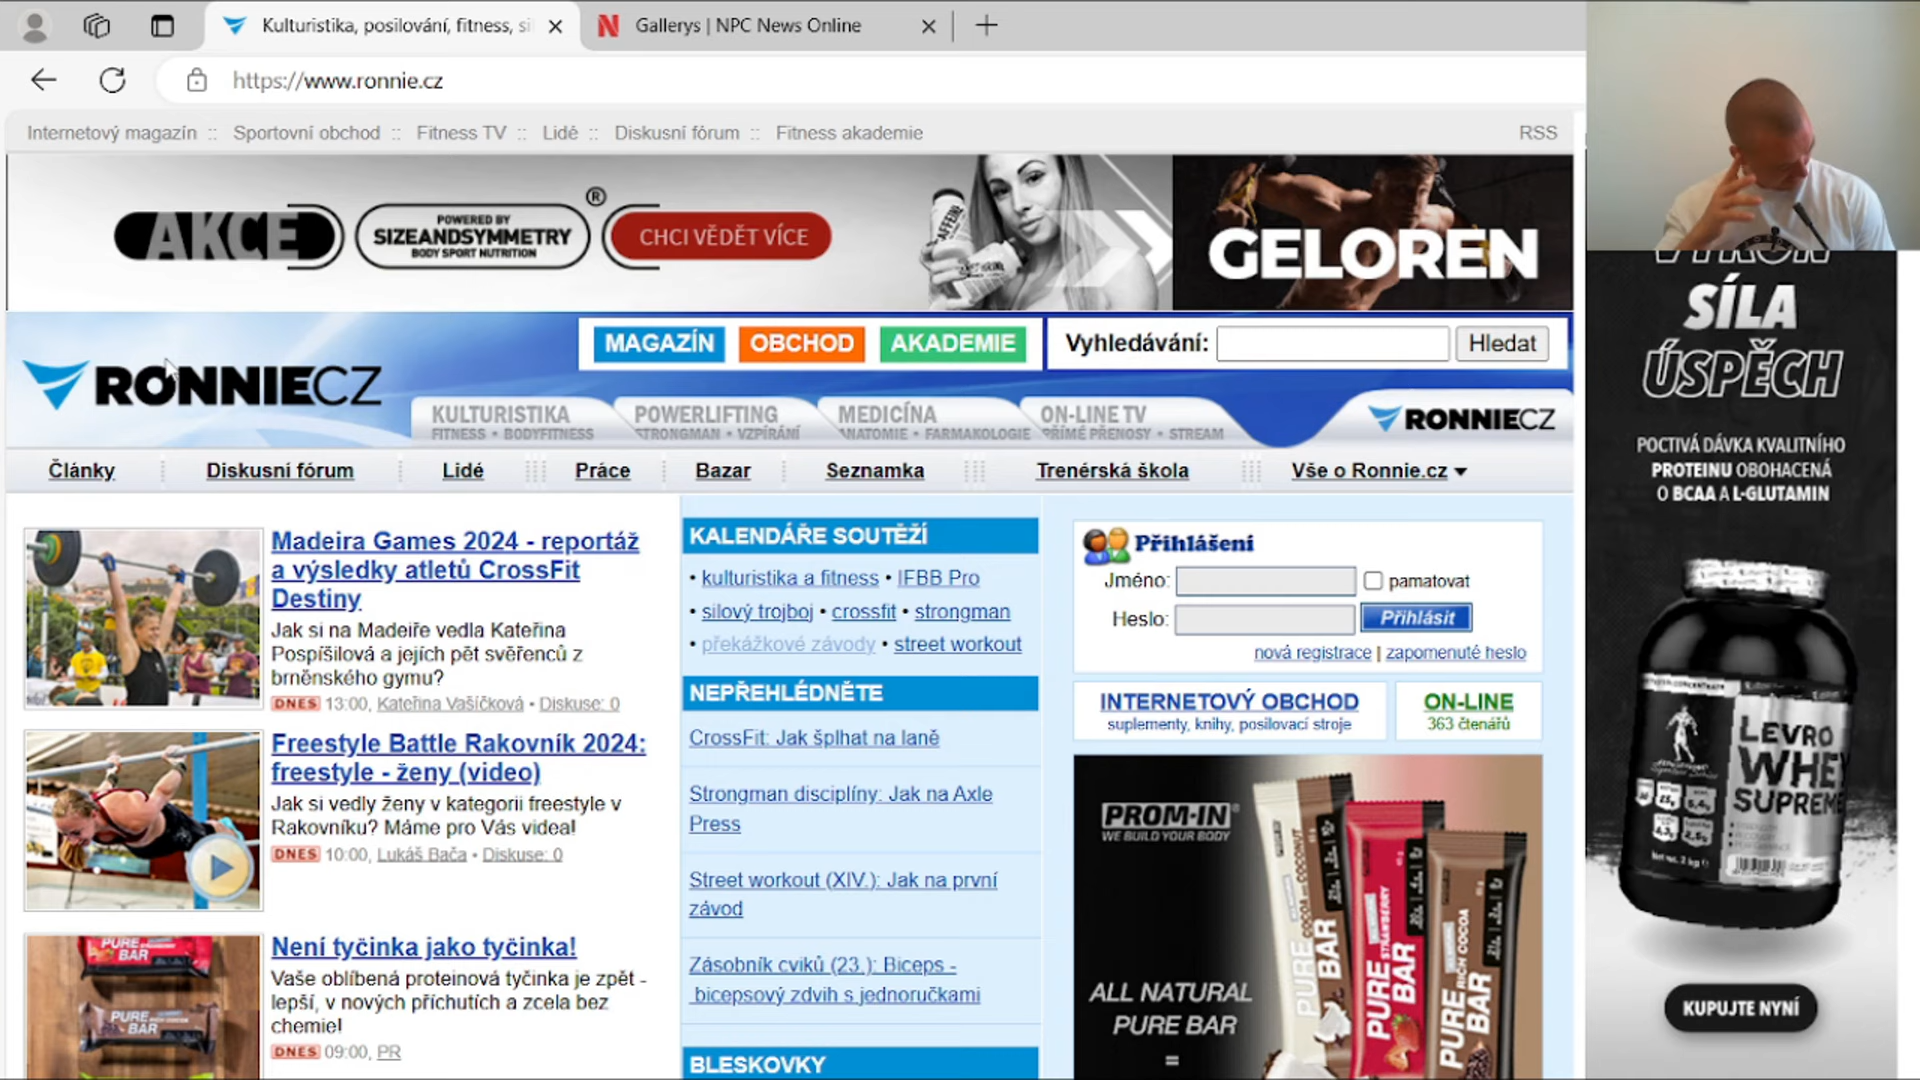 Kulturistika, posilování, fitness, si
Gallerys | NPC News Online
https://www.ronnie.cz
Internetový magazín :: Sportovní obchod :: Fitness TV :: Lidé :: Diskusní fórum :: Fitness akademie
RSS
AKCE
POWERED BY
SIZEANDSYMMETRY
BODY SPORT NUTRITION
®
CHCI VĚDĚT VÍCE
GELOREN
MAGAZÍN
OBCHOD
AKADEMIE
Vyhledávání:
Hledat
RONNIECZ
KULTURISTIKA
FITNESS • BODYFITNESS
POWERLIFTING
STRONGMAN • VZPÍRÁNÍ
MEDICÍNA
ANATOMIE • FARMAKOLOGIE
ON-LINE TV
PŘÍMÉ PŘENOSY • STREAM
RONNIECZ
Články
Diskusní fórum
Lidé
Práce
Bazar
Seznamka
Trenérská škola
Vše o Ronnie.cz
Madeira Games 2024 - reportáž
a výsledky atletů CrossFit
Destiny
Jak si na Madeiře vedla Kateřina
Pospíšilová a jejích pět svěřenců z
brněnského gymu?
DNES 13:00, Kateřina Vašíčková • Diskuse: 0
Freestyle Battle Rakovník 2024:
freestyle - ženy (video)
Jak si vedly ženy v kategorii freestyle v
Rakovníku? Máme pro Vás videa!
DNES 10:00, Lukáš Bača • Diskuse: 0
PURE
BAR
PURE
BAR
Není tyčinka jako tyčinka!
Vaše oblíbená proteinová tyčinka je zpět -
lepší, v nových příchutích a zcela bez
chemie!
DNES 09:00, PR
KALENDÁŘE SOUTĚŽÍ
• kulturistika a fitness • IFBB Pro
• silový trojboj • crossfit • strongman
• překážkové závody • street workout
NEPŘEHLÉDNĚTE
CrossFit: Jak šplhat na laně
Strongman disciplíny: Jak na Axle
Press
Street workout (XIV.): Jak na první
závod
Zásobník cviků (23.): Biceps -
bicepsový zdvih s jednoručkami
BLESKOVKY
Přihlášení
Jméno:
pamatovat
Heslo:
Přihlásit
nová registrace | zapomenuté heslo
INTERNETOVÝ OBCHOD
suplementy, knihy, posilovací stroje
ON-LINE
363 čtenářů
PROM-IN®
WE BUILD YOUR BODY
ALL NATURAL
PURE BAR
=
PURE BAR
COCOA AND COCONUT
PURE BAR
STRAWBERRY
PURE BAR
RICH COCOA
VÝKON
SÍLA
ÚSPĚCH
POCTIVÁ DÁVKA KVALITNÍHO
PROTEINU OBOHACENÁ
O BCAA A L-GLUTAMIN
LEVRO
WHEY
SUPREME
KUPUJTE NYNÍ